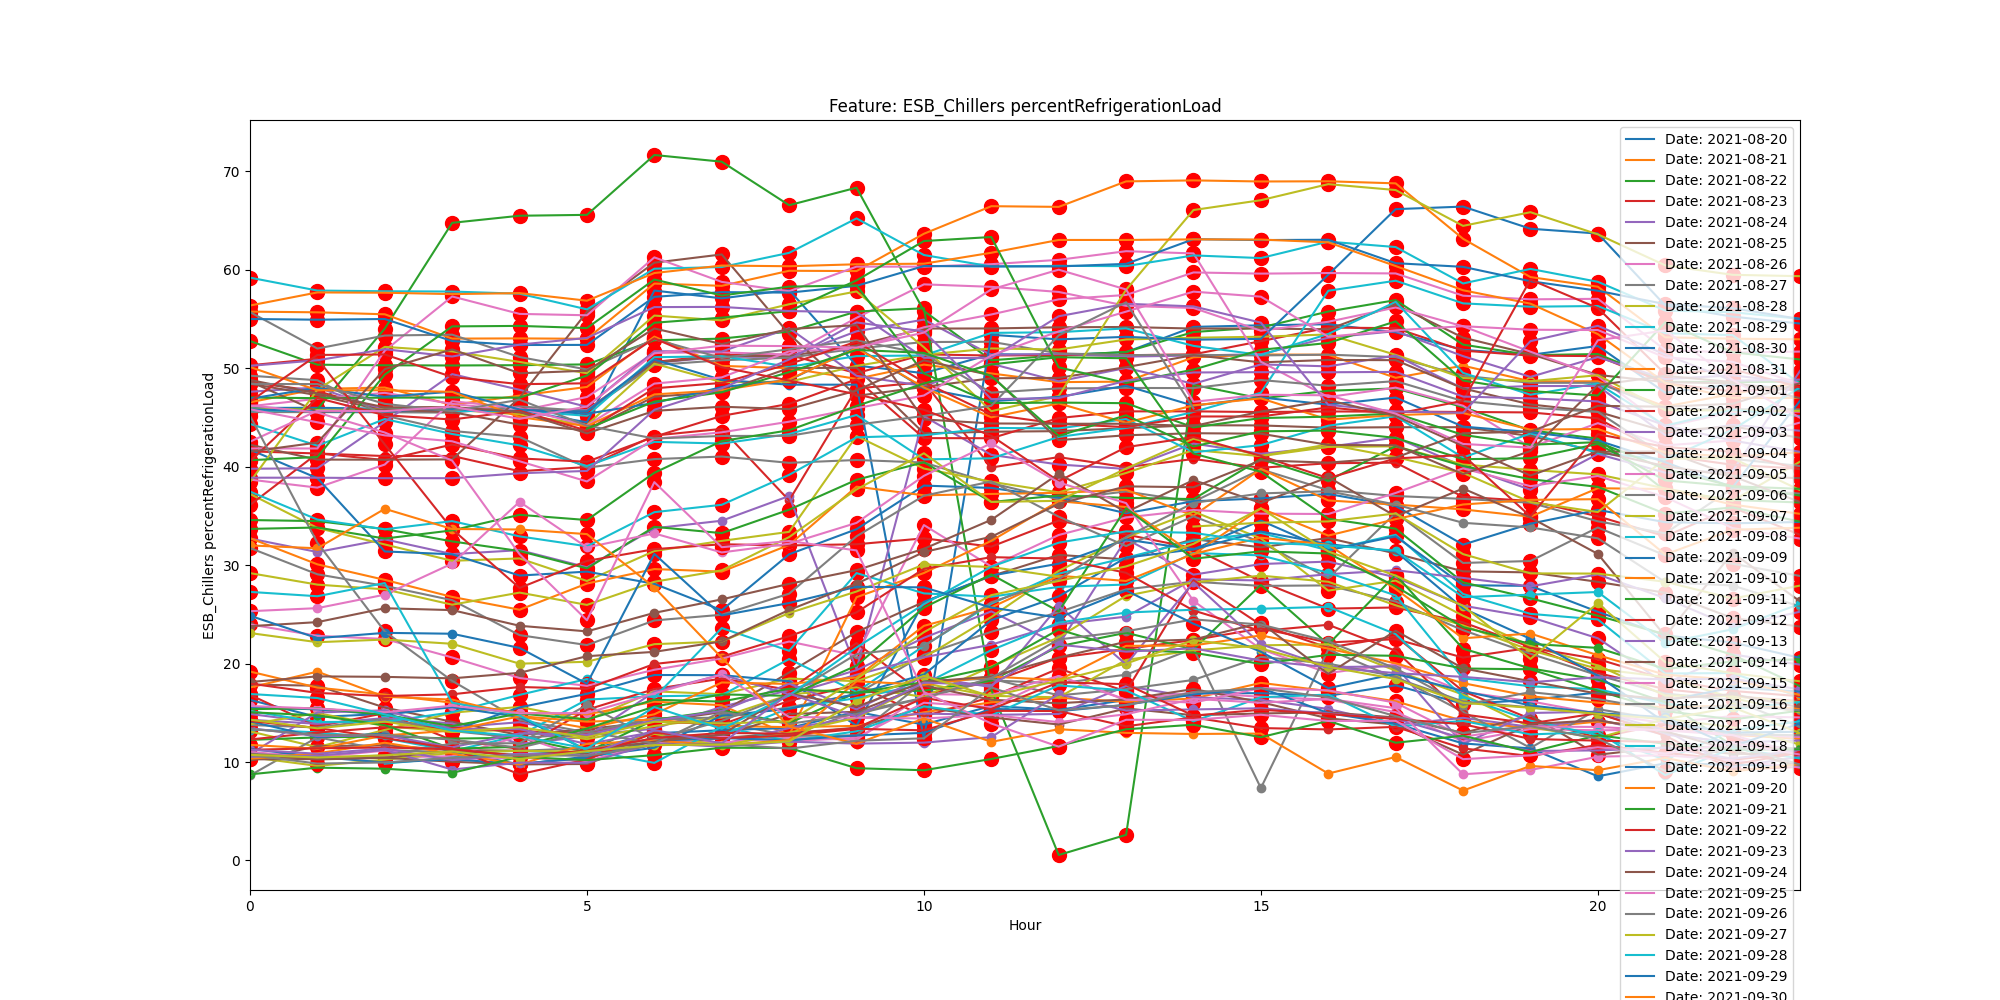 Feature: ESB_Chillers percentRefrigerationLoad
70
60
50
40
30
20
10
0
ESB_Chillers percentRefrigerationLoad
0
5
10
15
20
Hour
Date: 2021-08-20
Date: 2021-08-21
Date: 2021-08-22
Date: 2021-08-23
Date: 2021-08-24
Date: 2021-08-25
Date: 2021-08-26
Date: 2021-08-27
Date: 2021-08-28
Date: 2021-08-29
Date: 2021-08-30
Date: 2021-08-31
Date: 2021-09-01
Date: 2021-09-02
Date: 2021-09-03
Date: 2021-09-04
Date: 2021-09-05
Date: 2021-09-06
Date: 2021-09-07
Date: 2021-09-08
Date: 2021-09-09
Date: 2021-09-10
Date: 2021-09-11
Date: 2021-09-12
Date: 2021-09-13
Date: 2021-09-14
Date: 2021-09-15
Date: 2021-09-16
Date: 2021-09-17
Date: 2021-09-18
Date: 2021-09-19
Date: 2021-09-20
Date: 2021-09-21
Date: 2021-09-22
Date: 2021-09-23
Date: 2021-09-24
Date: 2021-09-25
Date: 2021-09-26
Date: 2021-09-27
Date: 2021-09-28
Date: 2021-09-29
Date: 2021-09-30